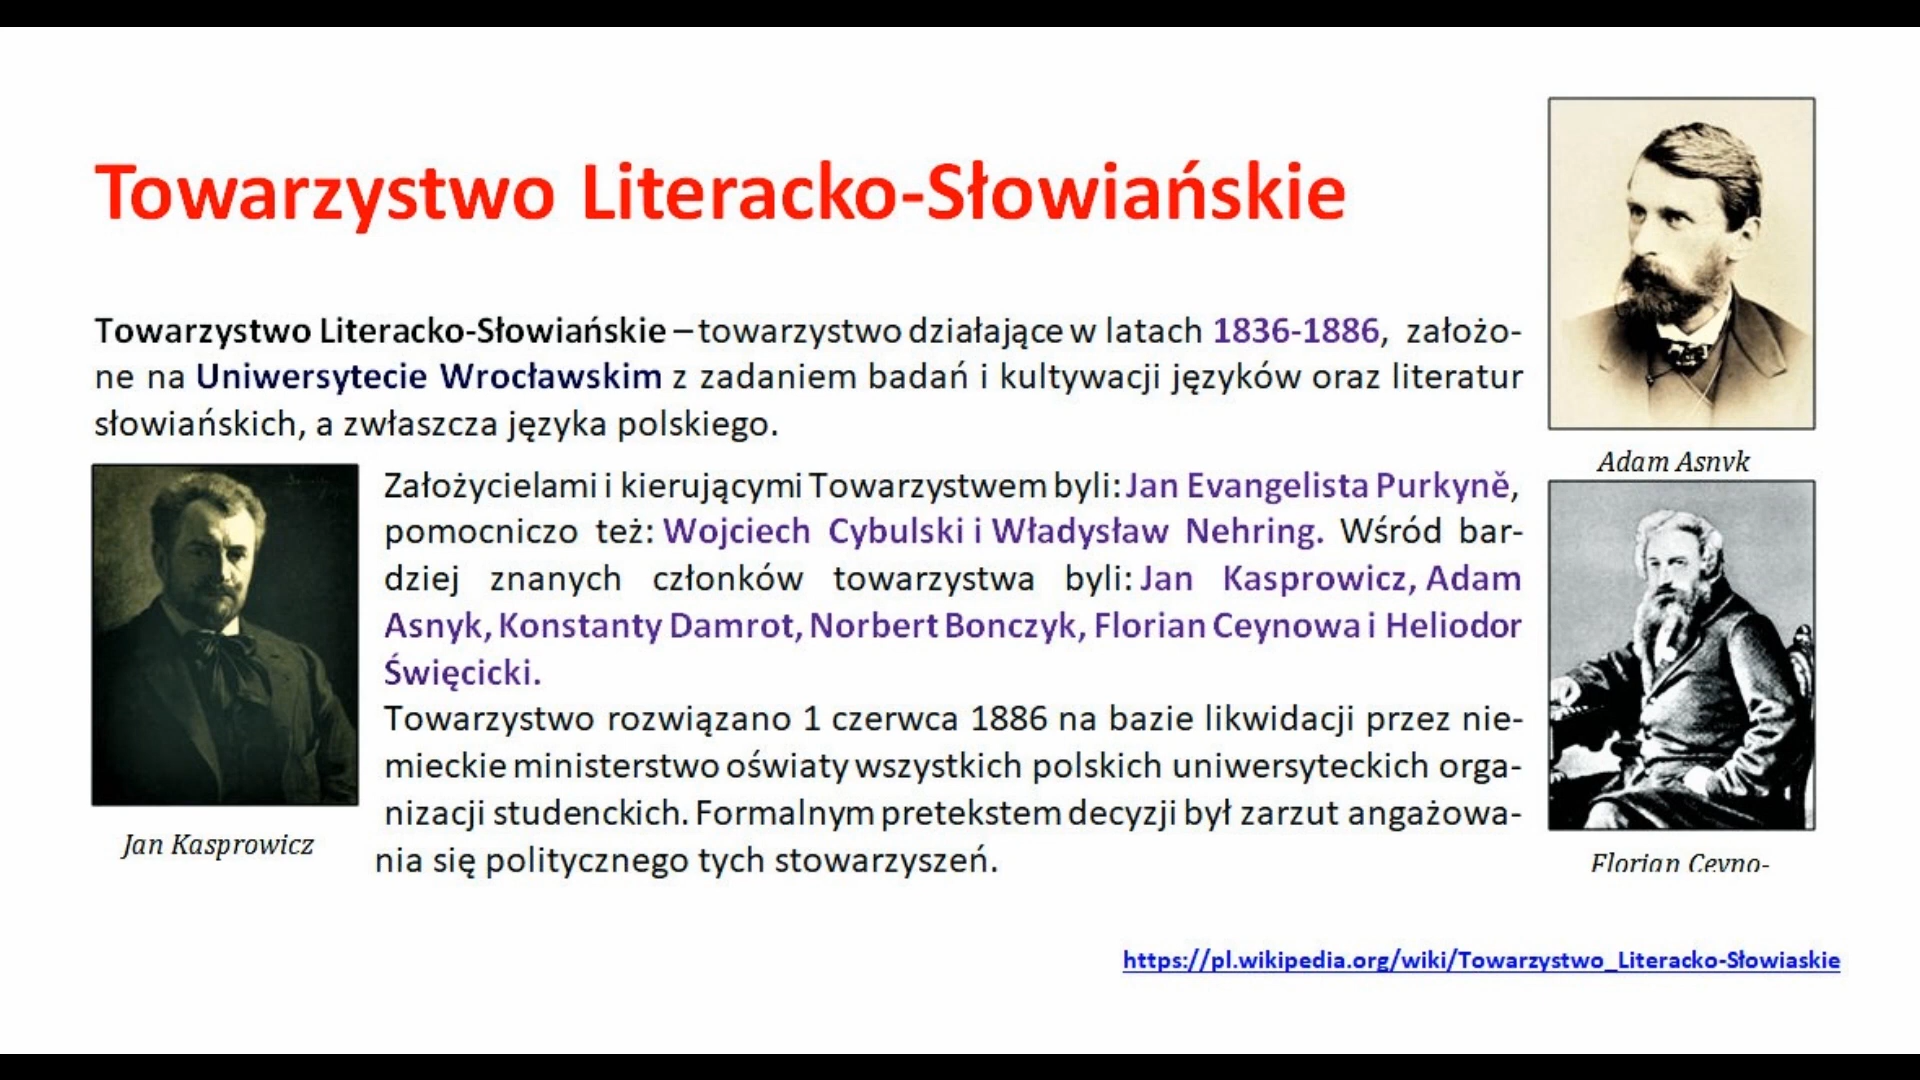 Towarzystwo Literacko-Słowiańskie
Towarzystwo Literacko-Słowiańskie – towarzystwo działające w latach 1836-1886, założo-
ne na Uniwersytecie Wrocławskim z zadaniem badań i kultywacji języków oraz literatur
słowiańskich, a zwłaszcza języka polskiego.
Adam Asnyk
Założycielami i kierującymi Towarzystwem byli: Jan Evangelista Purkyně,
pomocniczo też: Wojciech Cybulski i Władysław Nehring. Wśród bar-
dziej znanych członków towarzystwa byli: Jan Kasprowicz, Adam
Asnyk, Konstanty Damrot, Norbert Bonczyk, Florian Ceynowa i Heliodor
Święcicki.
Towarzystwo rozwiązano 1 czerwca 1886 na bazie likwidacji przez nie-
mieckie ministerstwo oświaty wszystkich polskich uniwersyteckich orga-
nizacji studenckich. Formalnym pretekstem decyzji był zarzut angażowa-
nia się politycznego tych stowarzyszeń.
Jan Kasprowicz
Florian Ceyno-
https://pl.wikipedia.org/wiki/Towarzystwo_Literacko-Słowiaskie